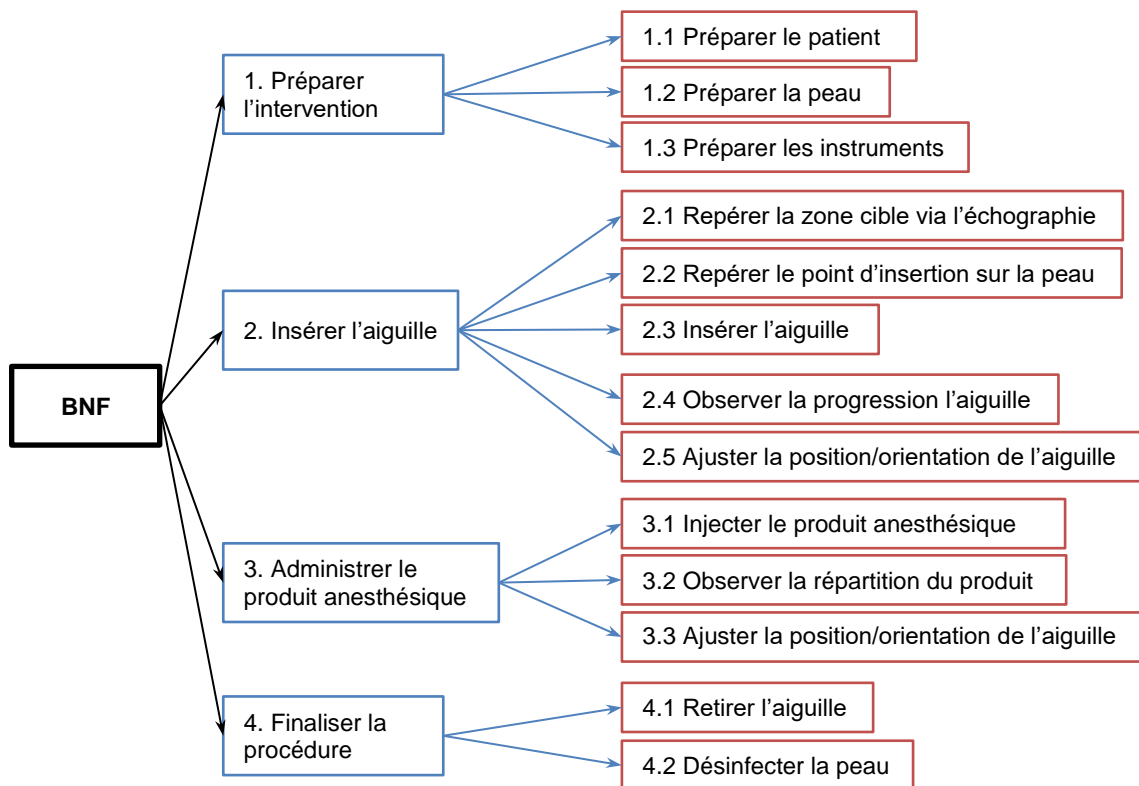 BNF
1. Préparer
l’intervention
1.1 Préparer le patient
1.2 Préparer la peau
1.3 Préparer les instruments
2. Insérer l’aiguille
2.1 Repérer la zone cible via l’échographie
2.2 Repérer le point d’insertion sur la peau
2.3 Insérer l’aiguille
2.4 Observer la progression l’aiguille
2.5 Ajuster la position/orientation de l’aiguille
3. Administrer le
produit anesthésique
3.1 Injecter le produit anesthésique
3.2 Observer la répartition du produit
3.3 Ajuster la position/orientation de l’aiguille
4. Finaliser la
procédure
4.1 Retirer l’aiguille
4.2 Désinfecter la peau